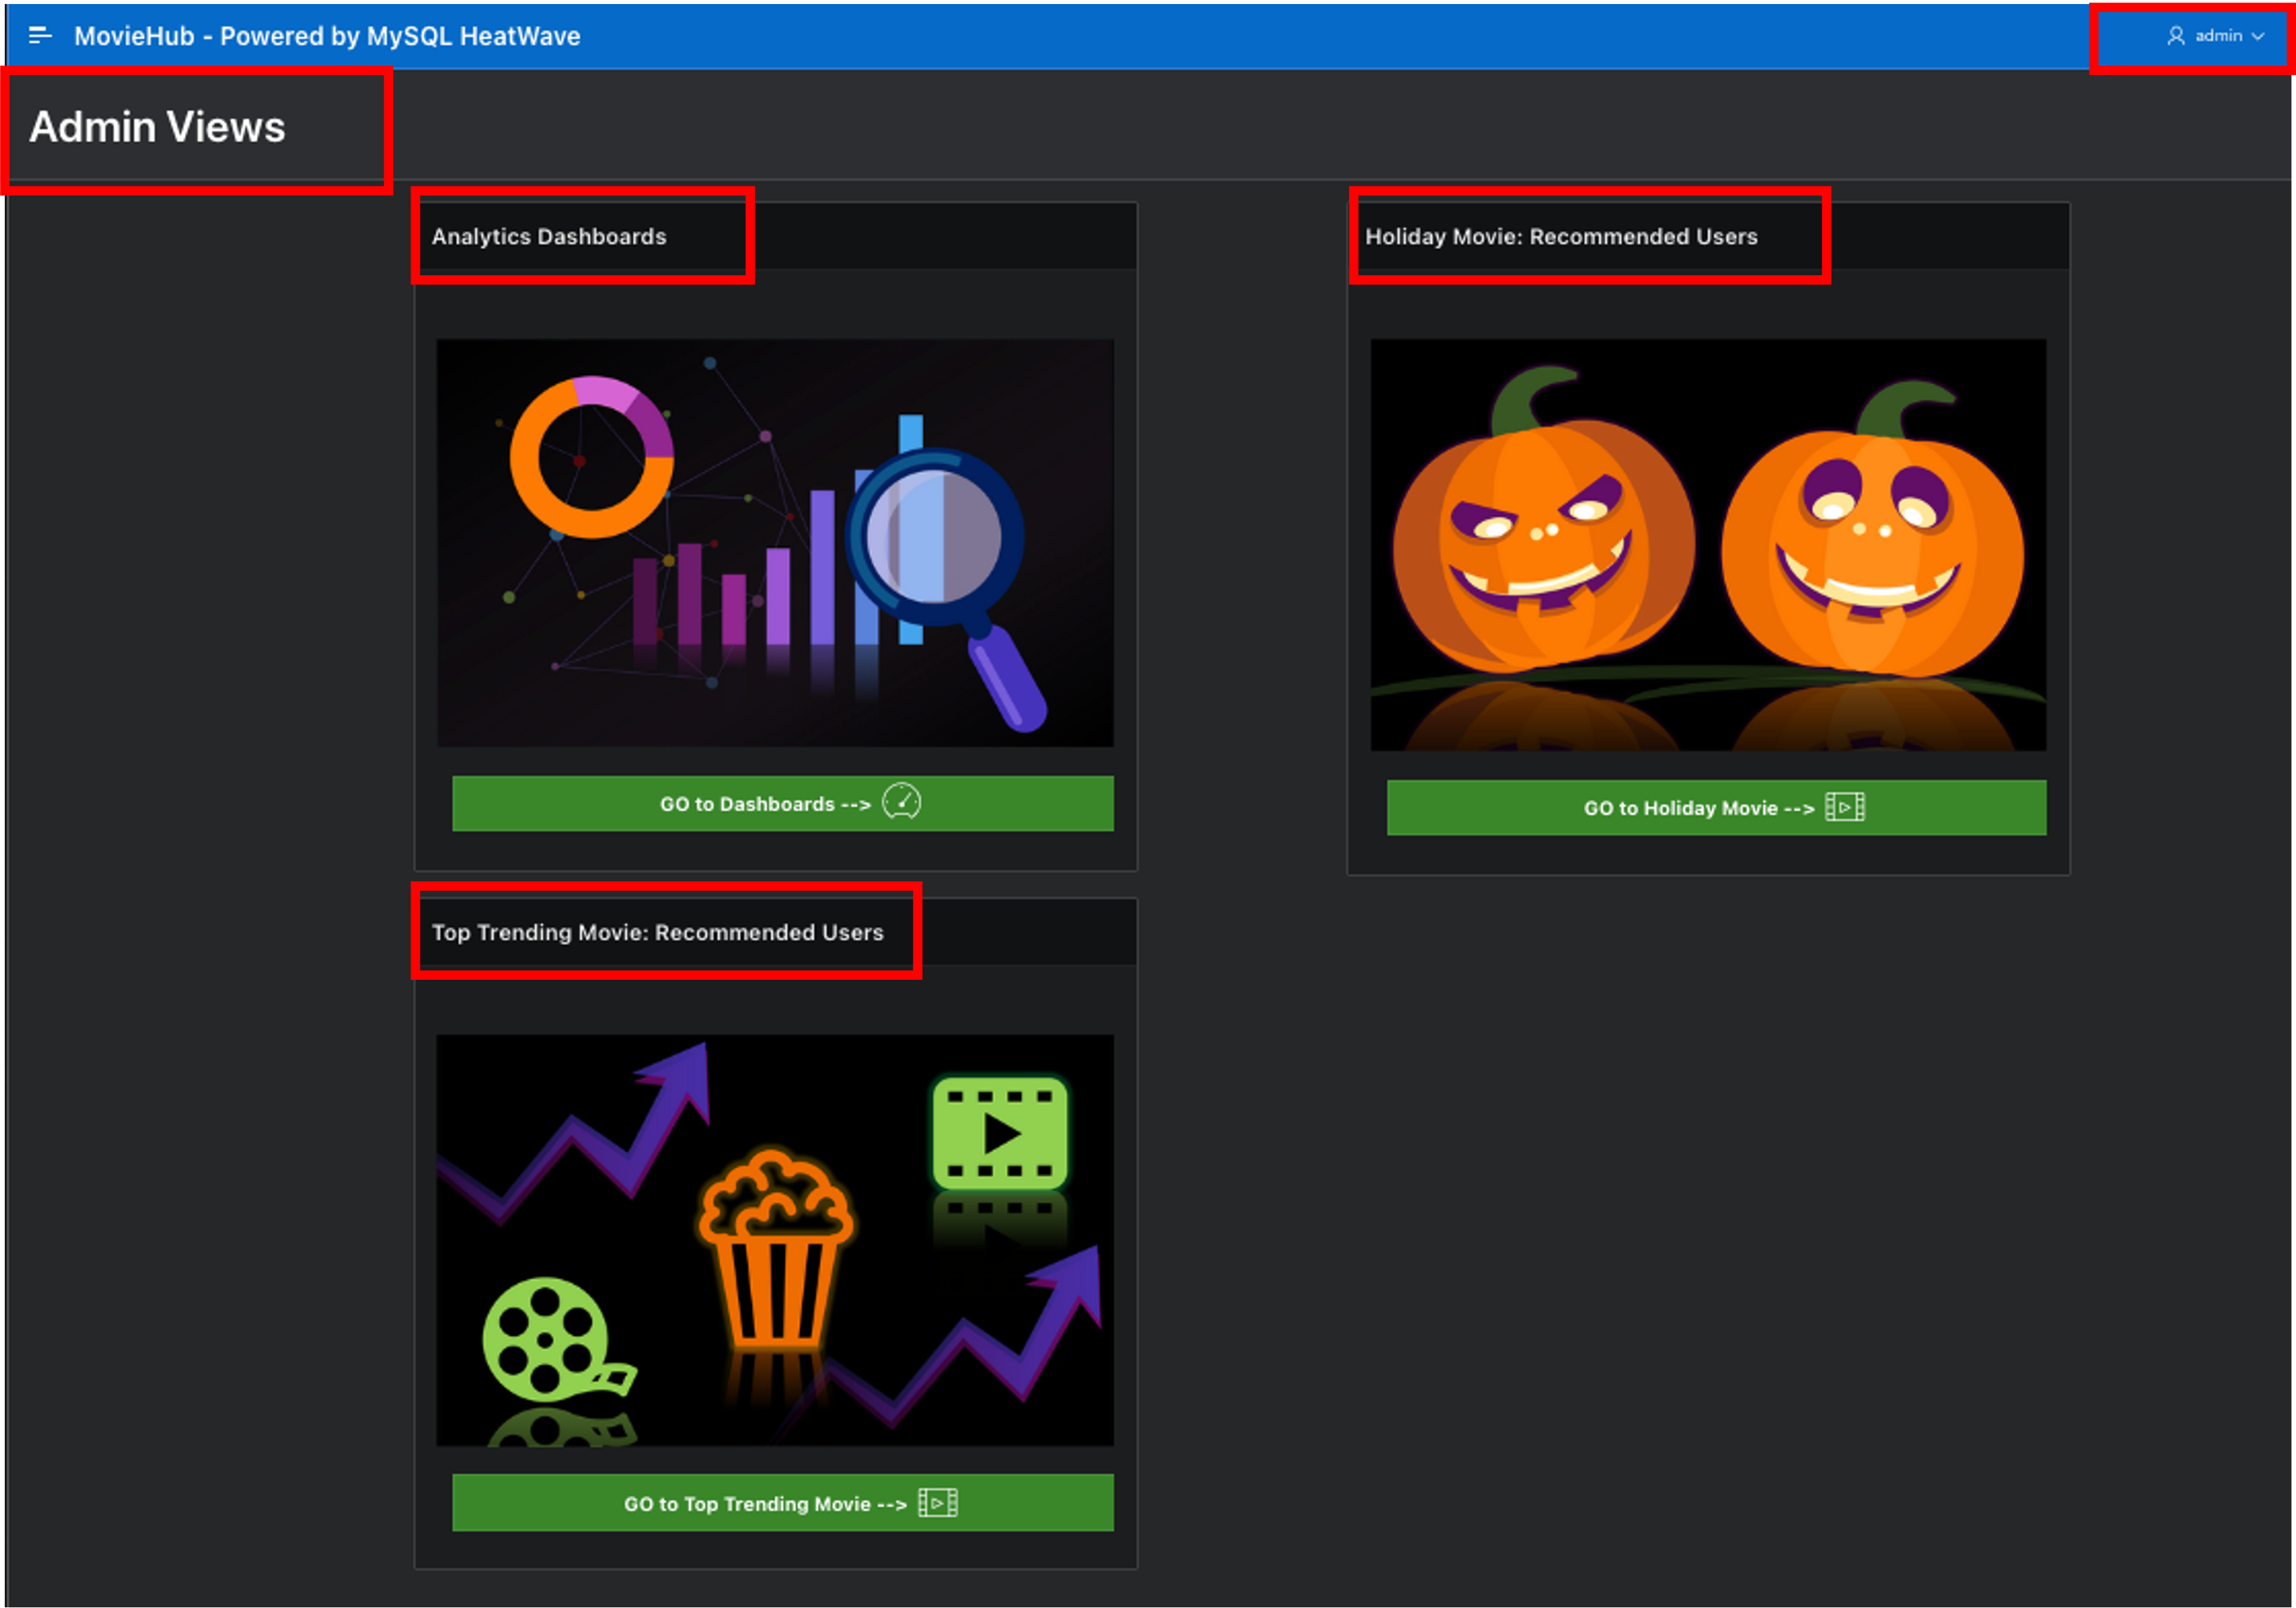 MovieHub - Powered by MySQL HeatWave
admin
Admin Views
Analytics Dashboards
Holiday Movie: Recommended Users
GO to Dashboards -->
GO to Holiday Movie -->
Top Trending Movie: Recommended Users
GO to Top Trending Movie -->